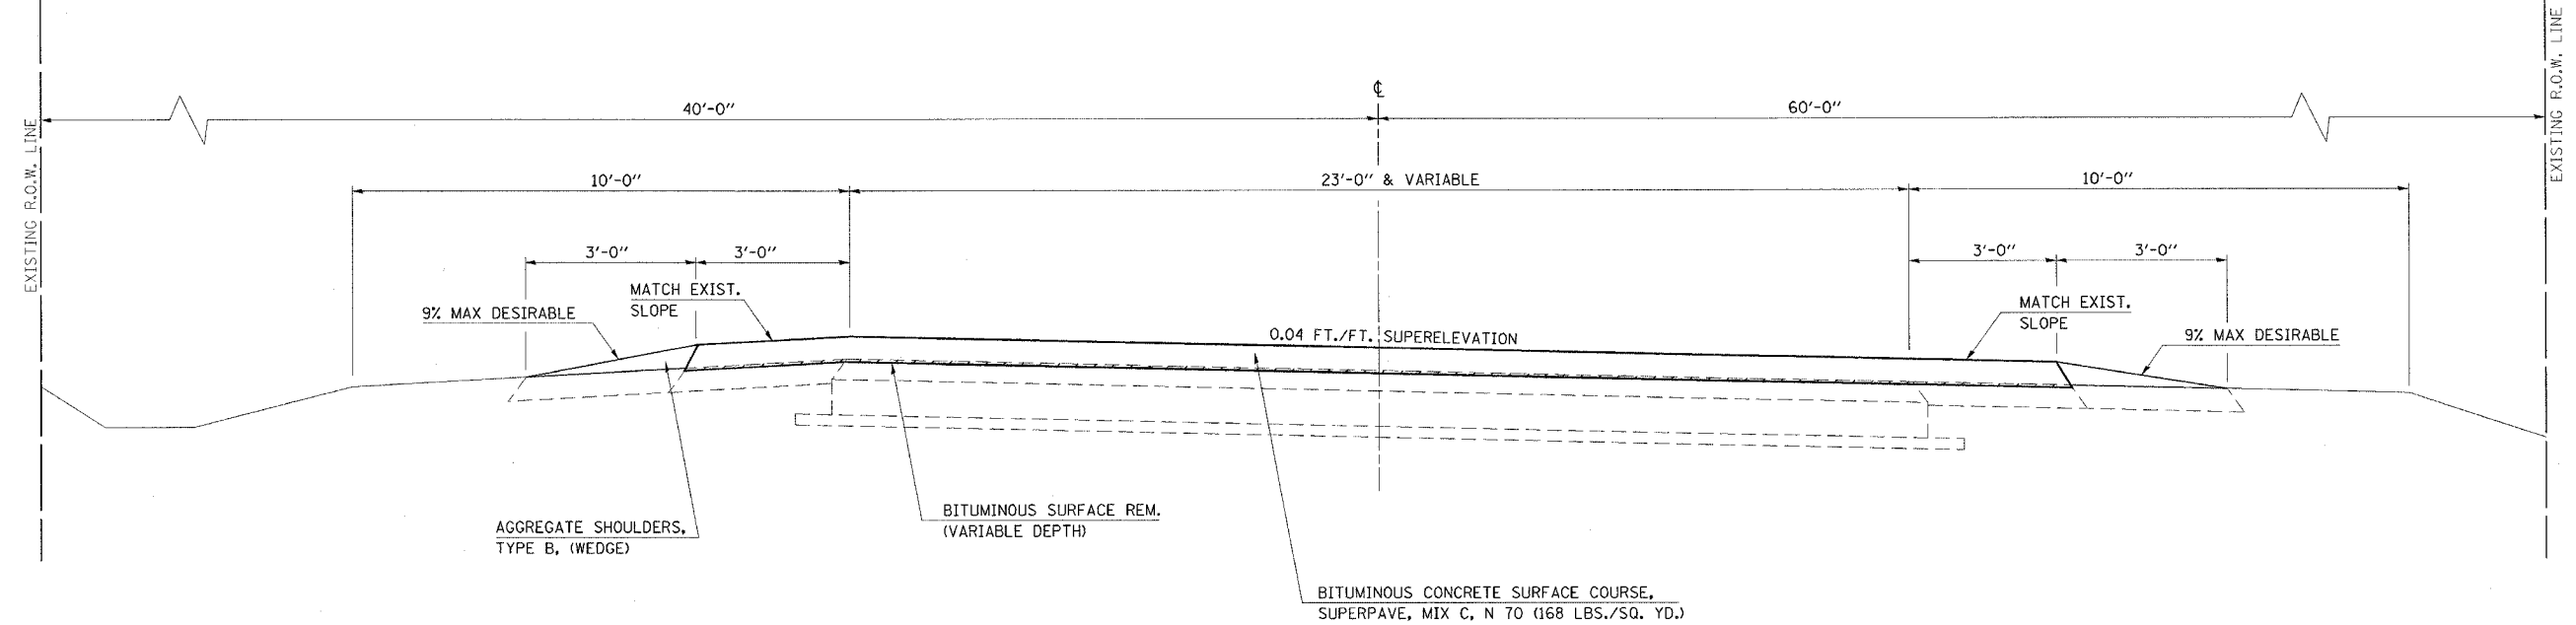 EXISTING R.O.W. LINE
EXISTING R.O.W. LINE
℄
40'-0"
60'-0"
10'-0"
23'-0" & VARIABLE
10'-0"
3'-0"
3'-0"
3'-0"
3'-0"
MATCH EXIST.
SLOPE
9% MAX DESIRABLE
MATCH EXIST.
SLOPE
0.04 FT./FT. SUPERELEVATION
9% MAX DESIRABLE
BITUMINOUS SURFACE REM.
(VARIABLE DEPTH)
AGGREGATE SHOULDERS,
TYPE B, (WEDGE)
BITUMINOUS CONCRETE SURFACE COURSE,
SUPERPAVE, MIX C, N 70 (168 LBS./SQ. YD.)